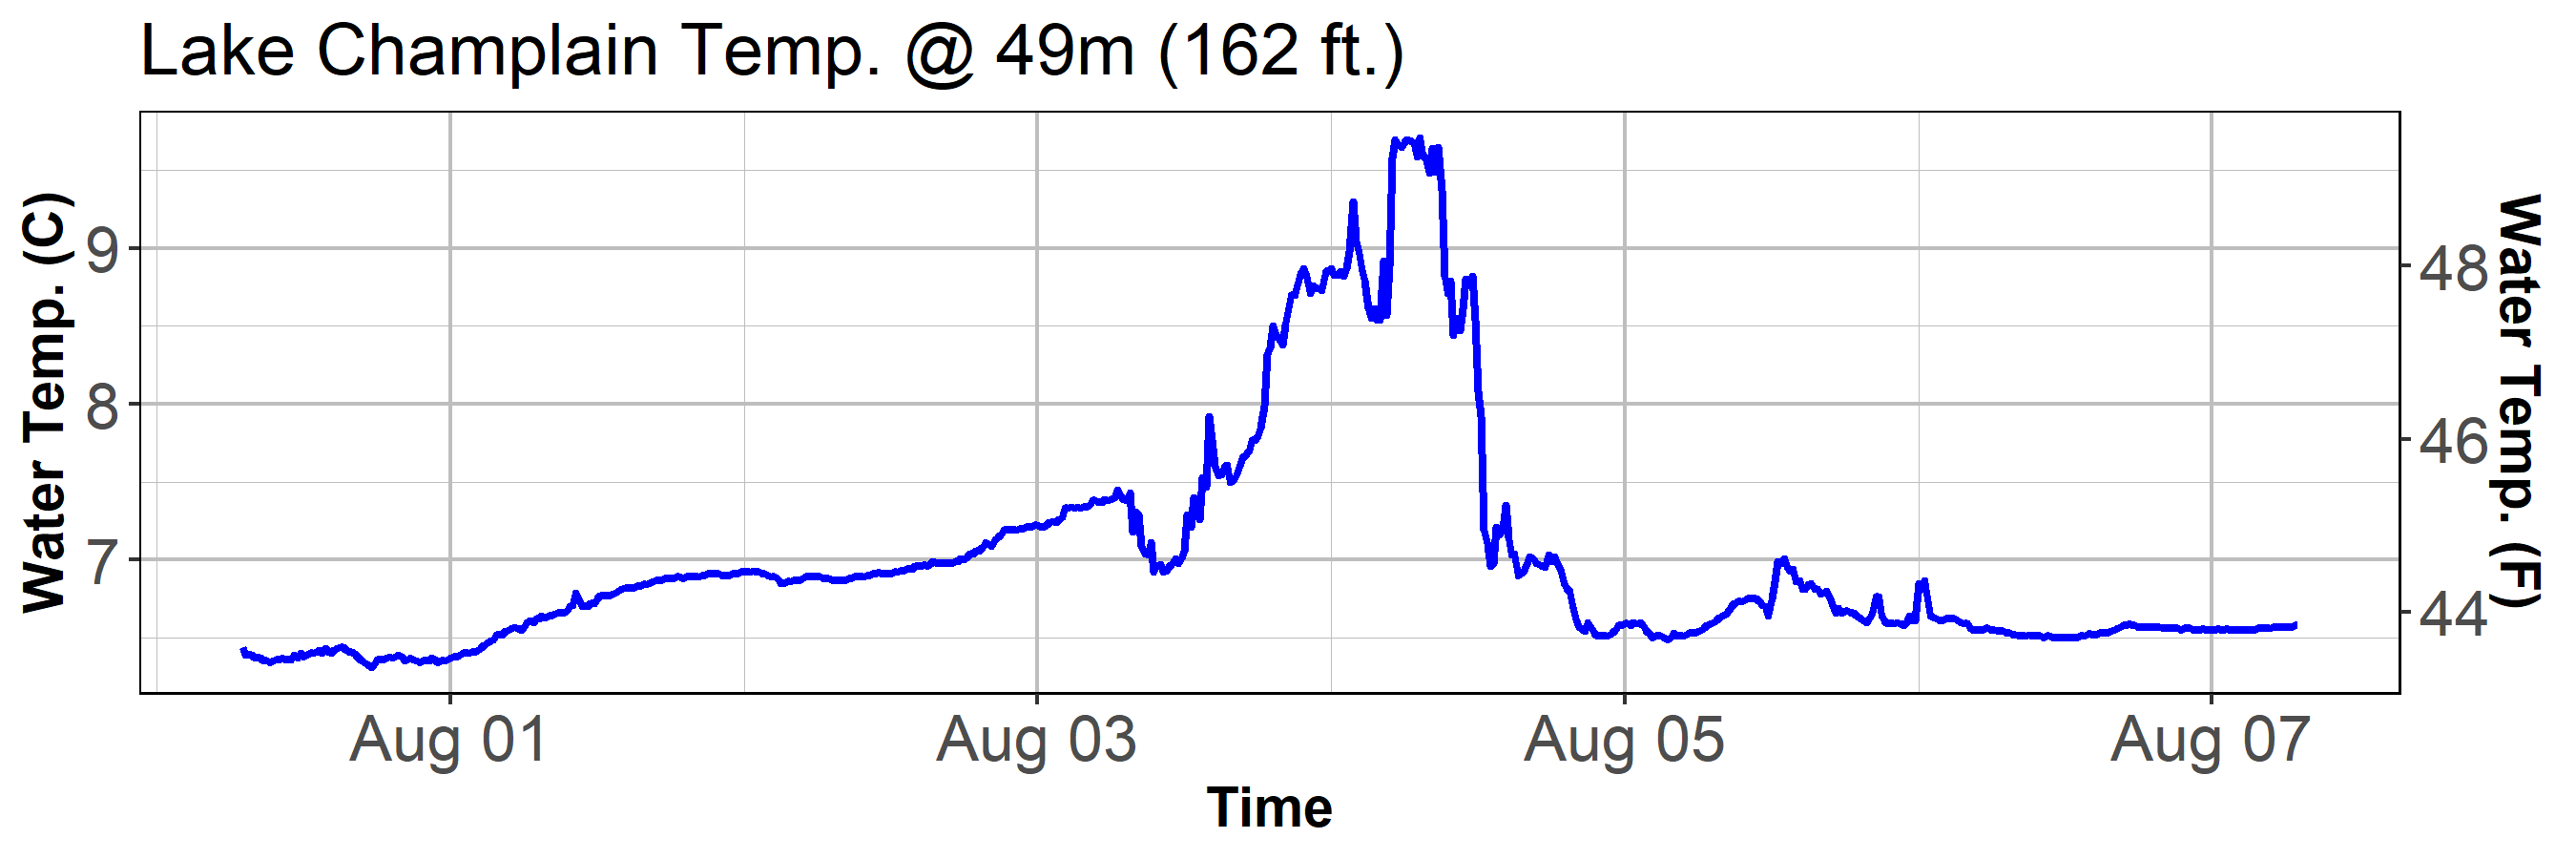 Lake Champlain Temp. @ 49m (162 ft.)
Water Temp. (C)
9
8
7
48
46
44
Water Temp. (F)
Aug 01
Aug 03
Aug 05
Aug 07
Time